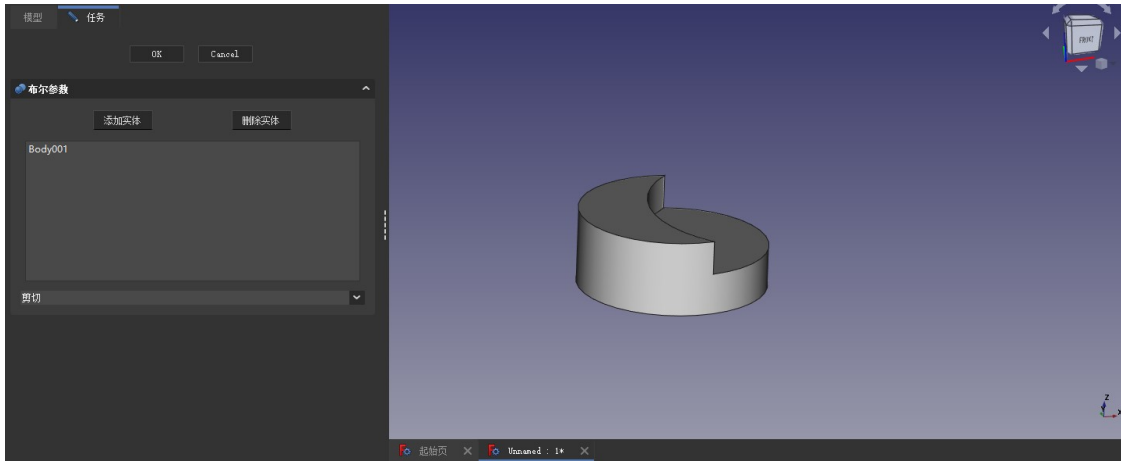 模型
任务
OK
Cancel
布尔参数
添加实体
删除实体
Body001
剪切
FRONT
Z
X
起始页
Unnamed : 1*